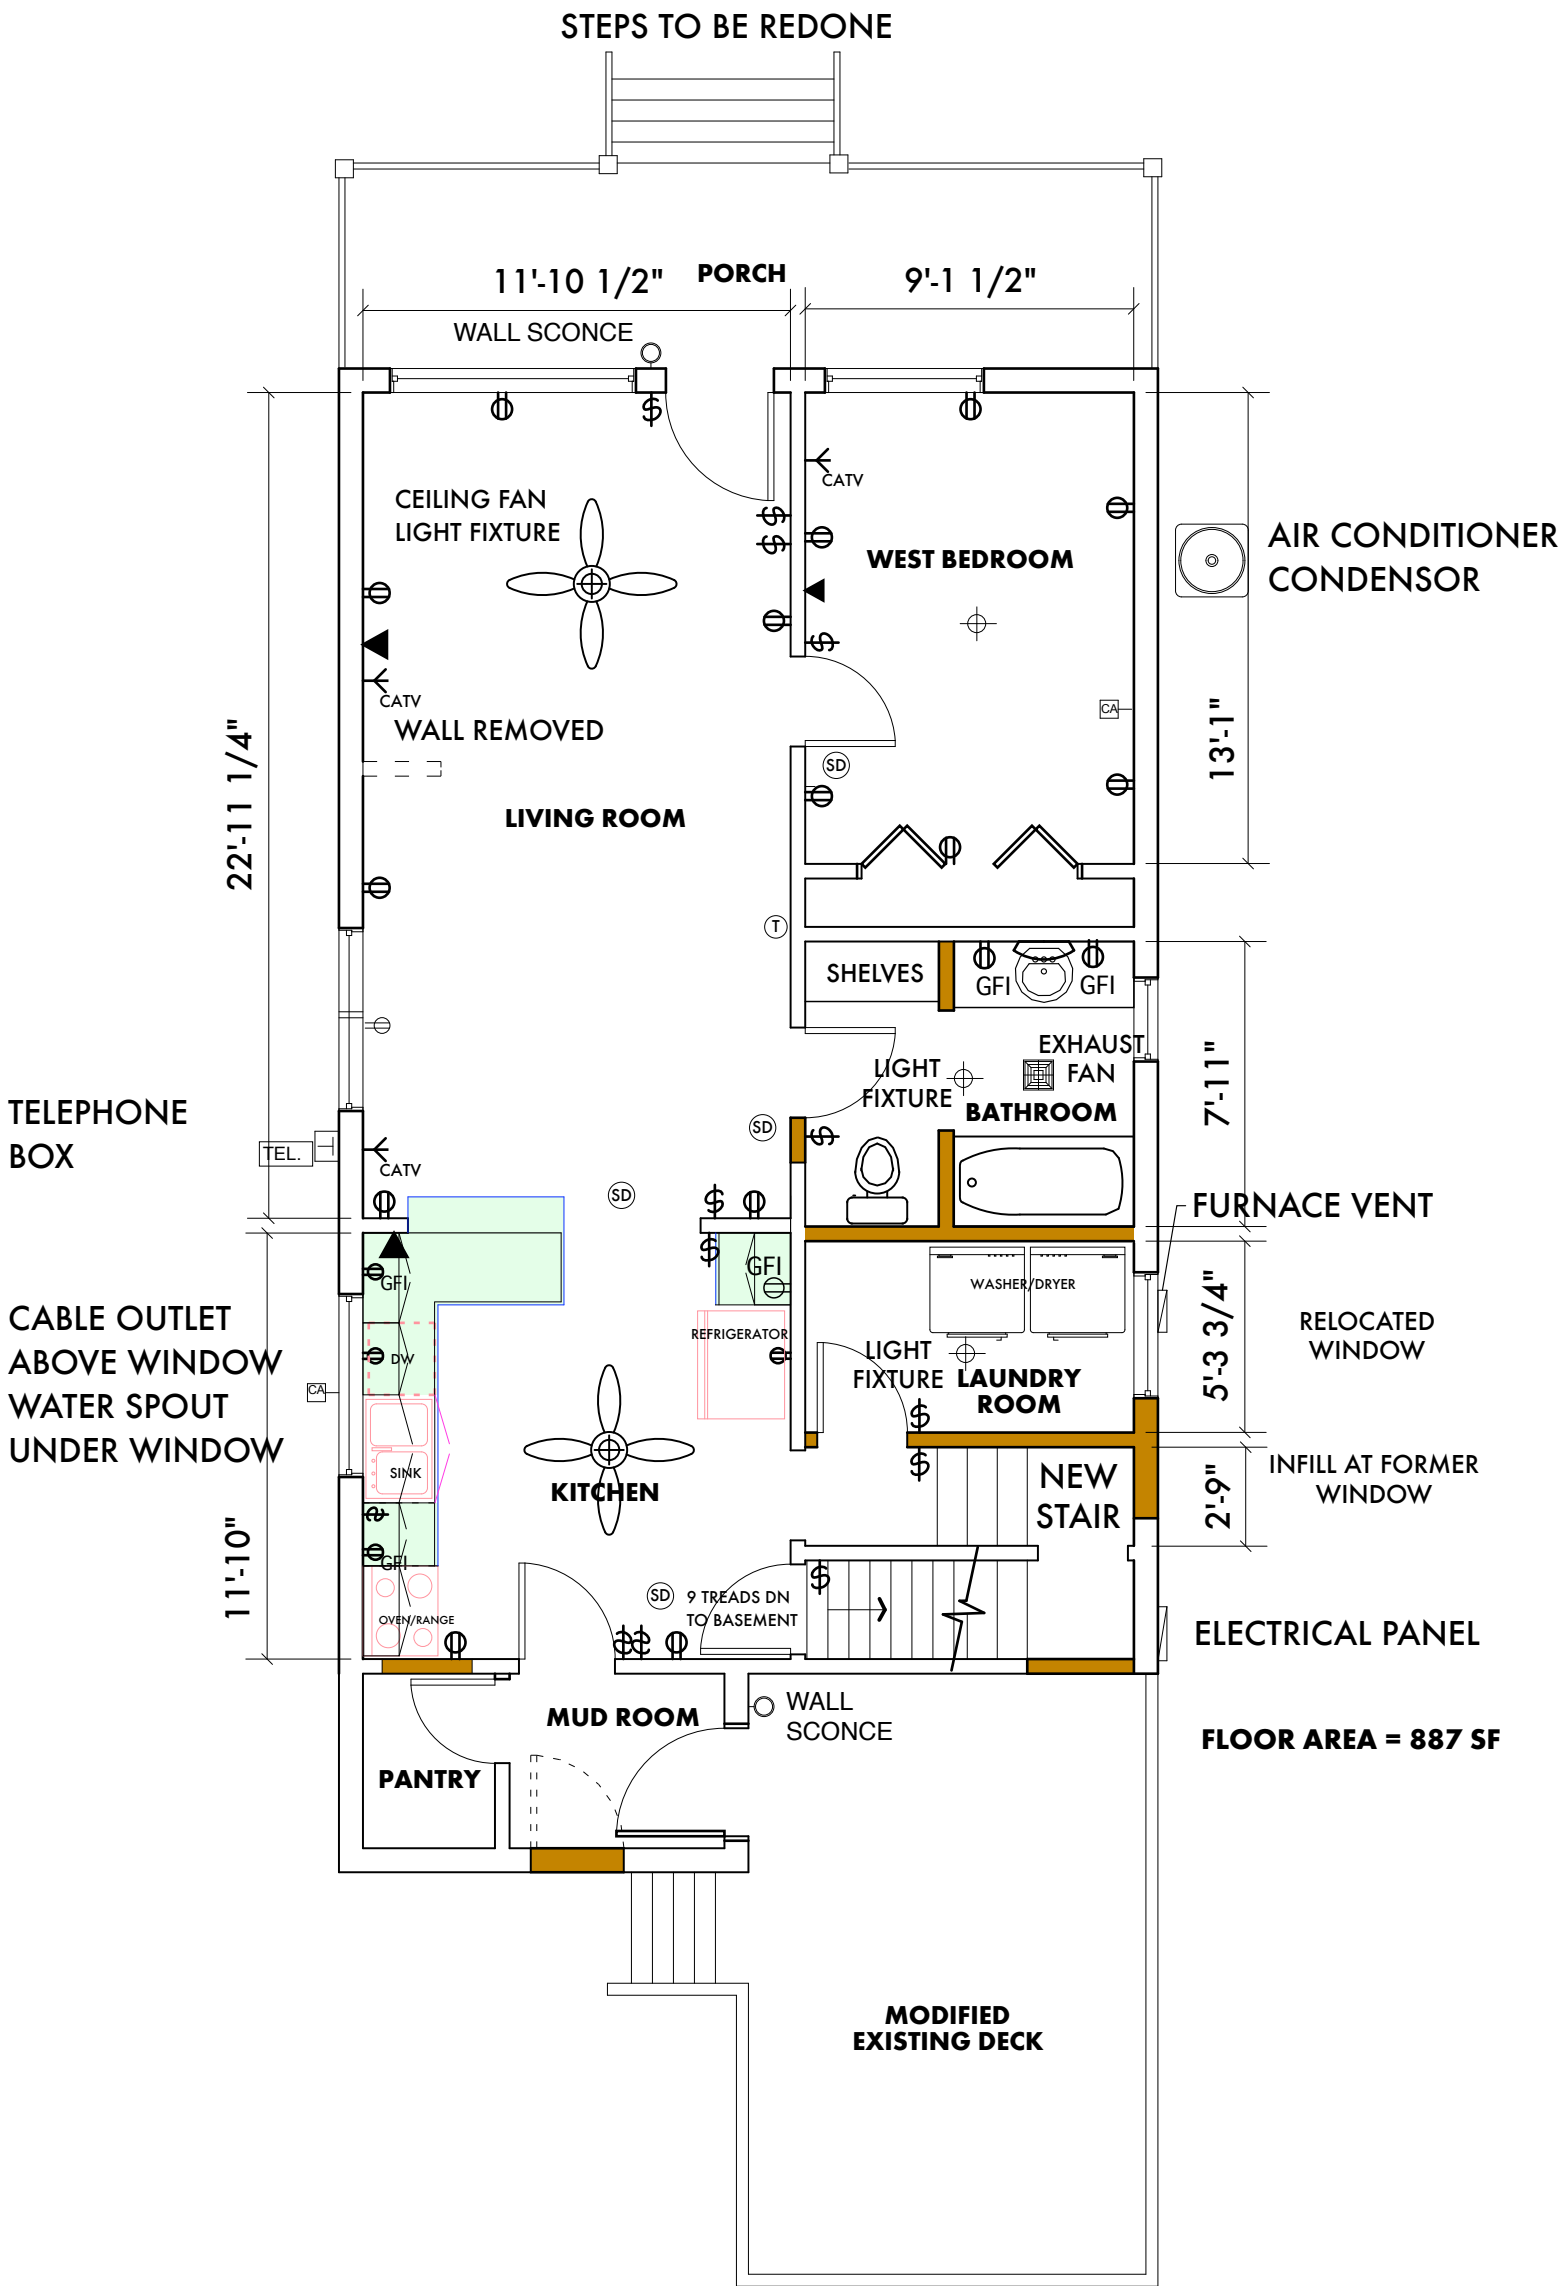 STEPS TO BE REDONE
11'-10 1/2"
PORCH
9'-1 1/2"
WALL SCONCE
CEILING FAN
LIGHT FIXTURE
CATV
WEST BEDROOM
AIR CONDITIONER
CONDENSOR
CATV
WALL REMOVED
CA
13'-1"
22'-11 1/4"
SD
LIVING ROOM
T
SHELVES
GFI
GFI
EXHAUST
FAN
LIGHT
FIXTURE
BATHROOM
7'-11"
TELEPHONE
BOX
TEL.
T
CATV
SD
SD
FURNACE VENT
GFI
GFI
WASHER/DRYER
CABLE OUTLET
ABOVE WINDOW
WATER SPOUT
UNDER WINDOW
REFRIGERATOR
DW
CA
LIGHT
FIXTURE
LAUNDRY
ROOM
5'-3 3/4"
RELOCATED
WINDOW
SINK
KITCHEN
NEW
STAIR
2'-9"
INFILL AT FORMER
WINDOW
11'-10"
GFI
OVEN/RANGE
SD
9 TREADS DN
TO BASEMENT
ELECTRICAL PANEL
MUD ROOM
WALL
SCONCE
PANTRY
FLOOR AREA = 887 SF
MODIFIED
EXISTING DECK